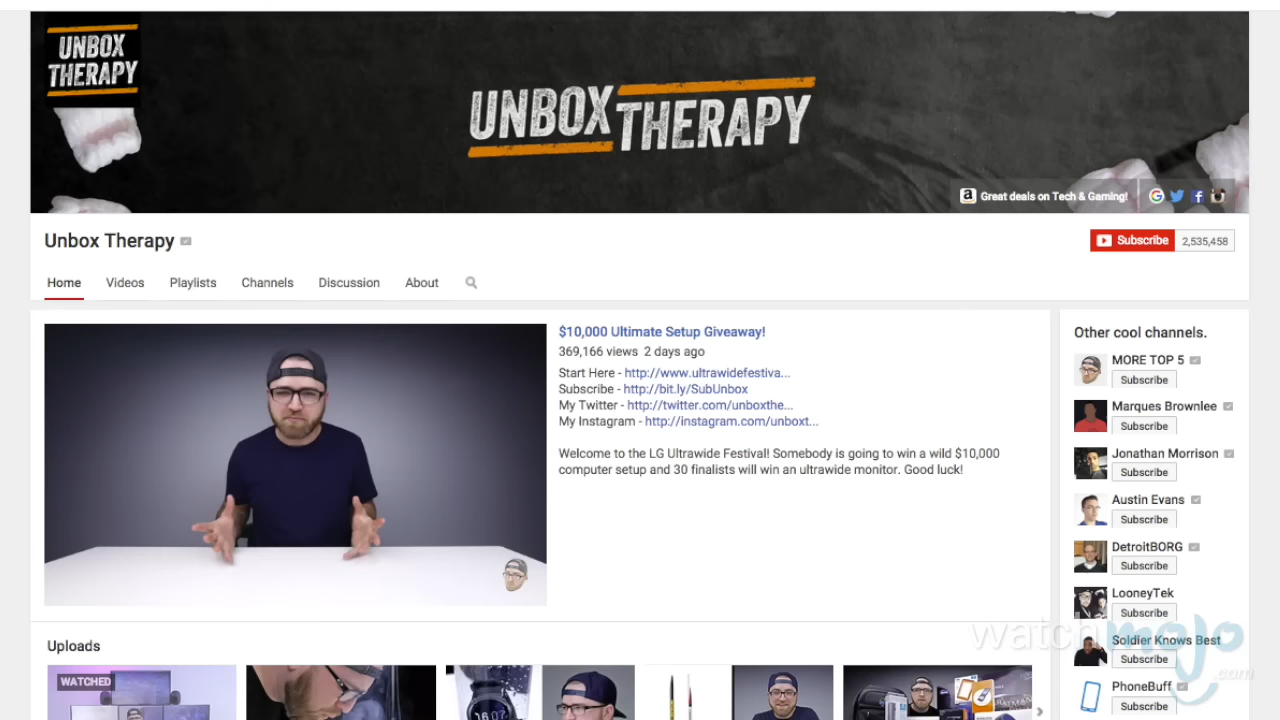 UNBOX
THERAPY
UNBOX THERAPY
Great deals on Tech & Gaming!
Unbox Therapy
Subscribe 2,535,458
Home Videos Playlists Channels Discussion About
$10,000 Ultimate Setup Giveaway!
369,166 views 2 days ago
Start Here - http://www.ultrawidefestiva...
Subscribe - http://bit.ly/SubUnbox
My Twitter - http://twitter.com/unboxthe...
My Instagram - http://instagram.com/unboxt...
Welcome to the LG Ultrawide Festival! Somebody is going to win a wild $10,000
computer setup and 30 finalists will win an ultrawide monitor. Good luck!
Other cool channels.
MORE TOP 5
Subscribe
Marques Brownlee
Subscribe
Jonathan Morrison
Subscribe
Austin Evans
Subscribe
DetroitBORG
Subscribe
LooneyTek
Subscribe
Soldier Knows Best
Subscribe
PhoneBuff
Subscribe
watchmojo
.com
Uploads
WATCHED
1607